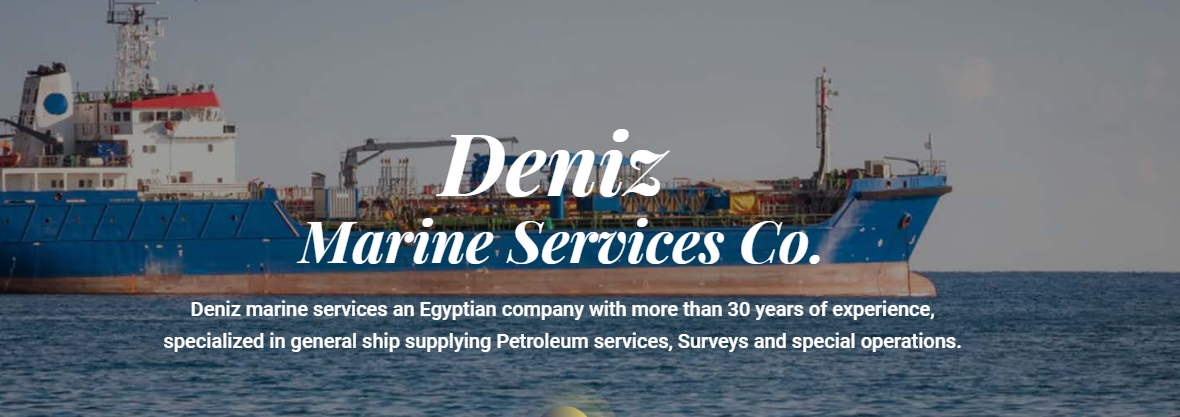 Deniz
Marine Services Co.
Deniz marine services an Egyptian company with more than 30 years of experience,
specialized in general ship supplying Petroleum services, Surveys and special operations.